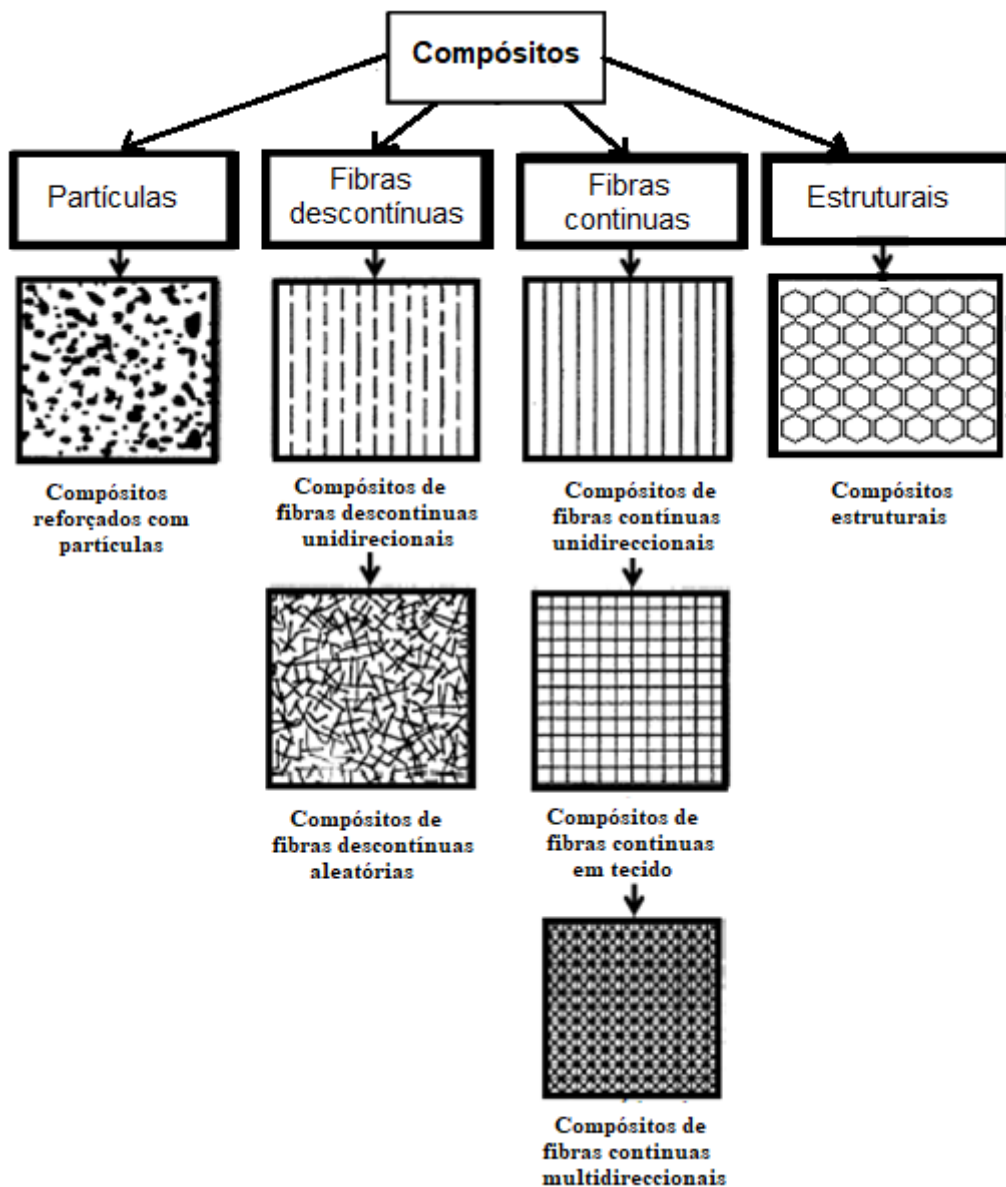 Compósitos
Partículas
Fibras
descontínuas
Fibras
continuas
Estruturais
Compósitos
reforçados com
partículas
Compósitos de
fibras descontinuas
unidirecionais
Compósitos de
fibras contínuas
unidireccionais
Compósitos
estruturais
Compósitos de
fibras descontínuas
aleatórias
Compósitos de
fibras continuas
em tecido
Compósitos de
fibras continuas
multidireccionais